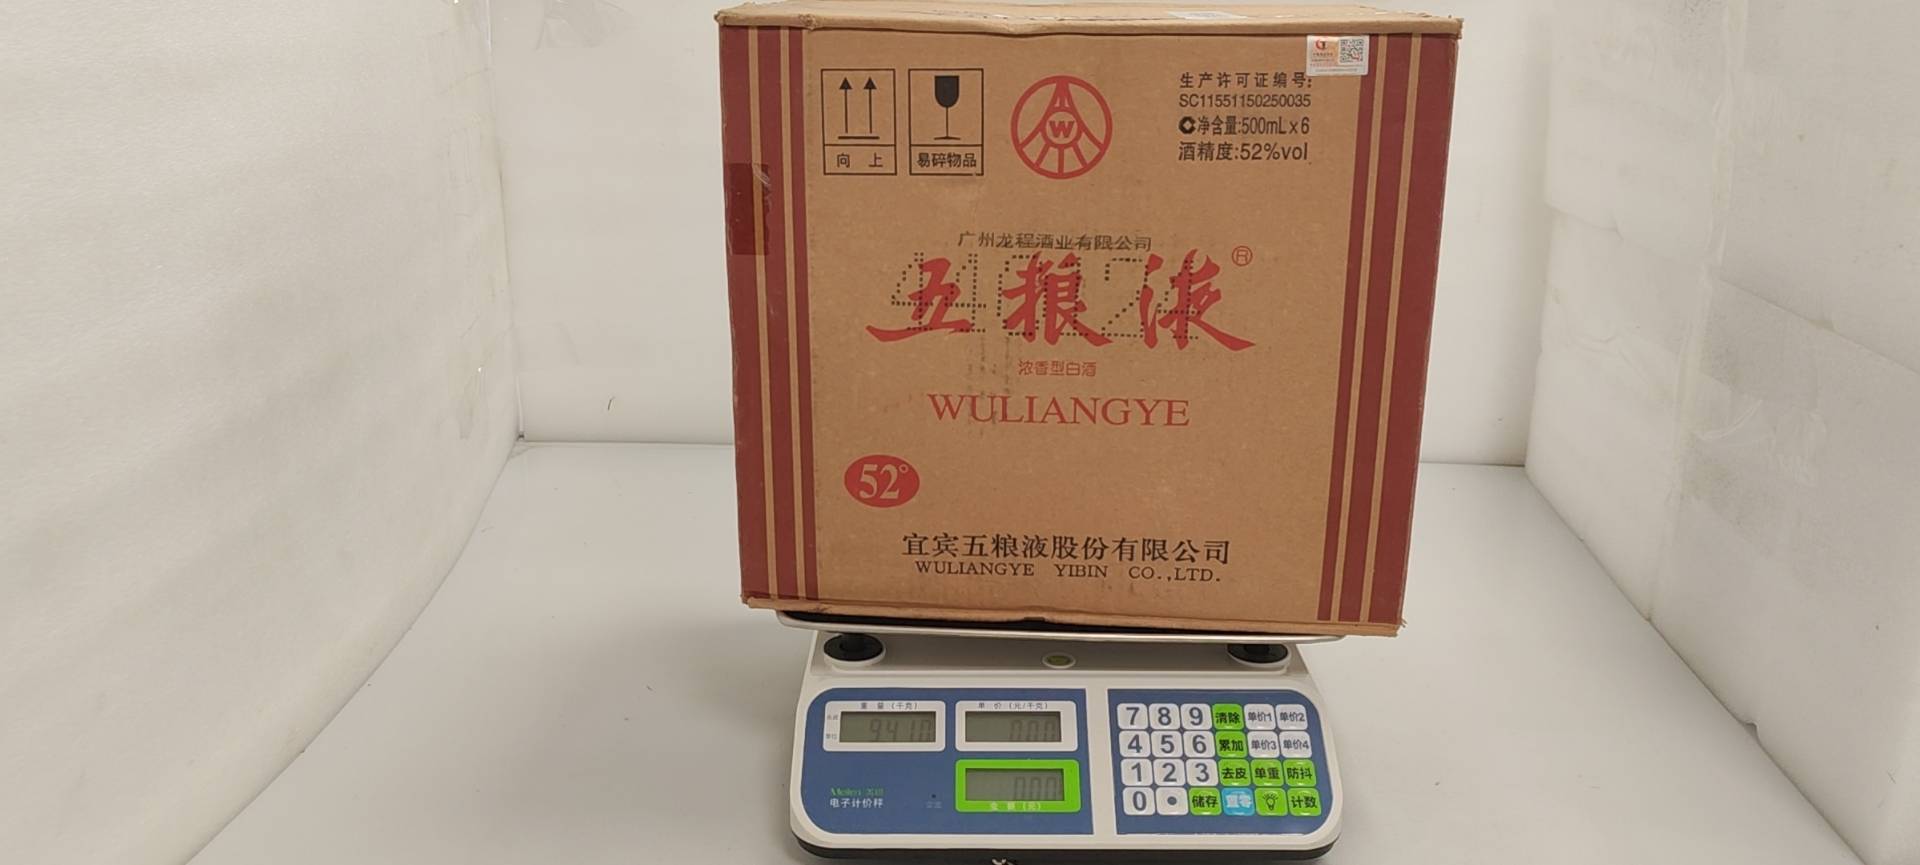 生产许可证编号:
SC11551150250035
净含量:500mL x 6
酒精度:52%vol
向 上
易碎物品
W
广州龙程酒业有限公司
五粮液®
浓香型白酒
WULIANGYE
52°
宜宾五粮液股份有限公司
WULIANGYE YIBIN CO.,LTD.
重量(千克)
单价(元/千克)
9.410
0.00
0.00
金额(元)
电子计价秤
7 8 9 清除 单价1 单价2
4 5 6 累加 单价3 单价4
1 2 3 去皮 单重 防抖
0 . 储存 置零 计数